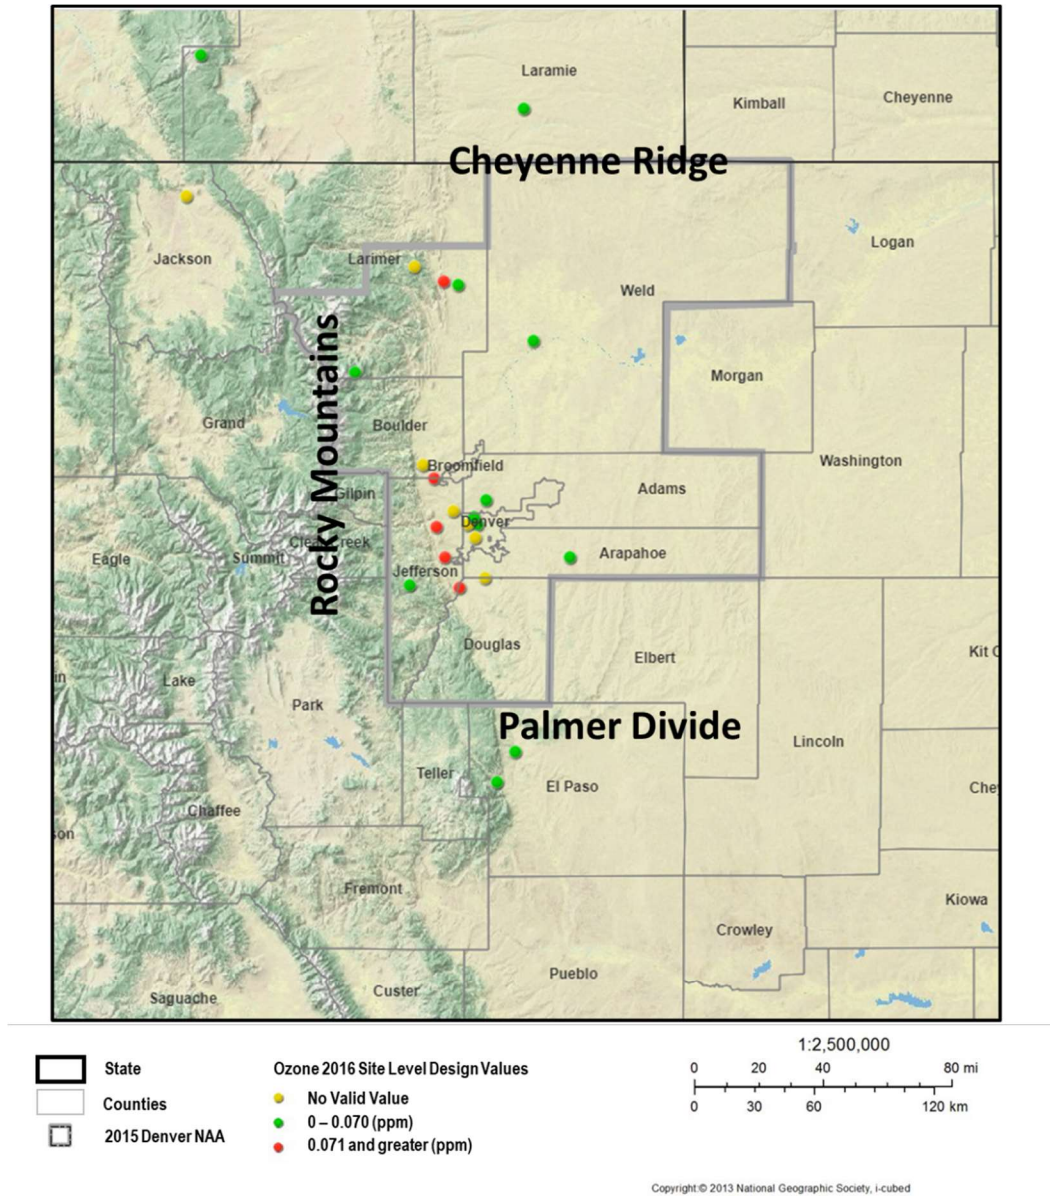 Laramie
Kimball
Cheyenne
Cheyenne Ridge
Jackson
Larimer
Logan
Weld
Rocky Mountains
Morgan
Grand
Boulder
Broomfield
Washington
Gilpin
Adams
Denver
Clear Creek
Eagle
Summit
Arapahoe
Jefferson
Douglas
Elbert
Kit C
in
Lake
Park
Palmer Divide
Lincoln
Teller
El Paso
Che
Chaffee
son
Fremont
Kiowa
Crowley
Pueblo
Custer
Saguache
1:2,500,000
State
Ozone 2016 Site Level Design Values
0 20 40 80 mi
Counties
No Valid Value
0 30 60 120 km
2015 Denver NAA
0 – 0.070 (ppm)
0.071 and greater (ppm)
Copyright:© 2013 National Geographic Society, i-cubed